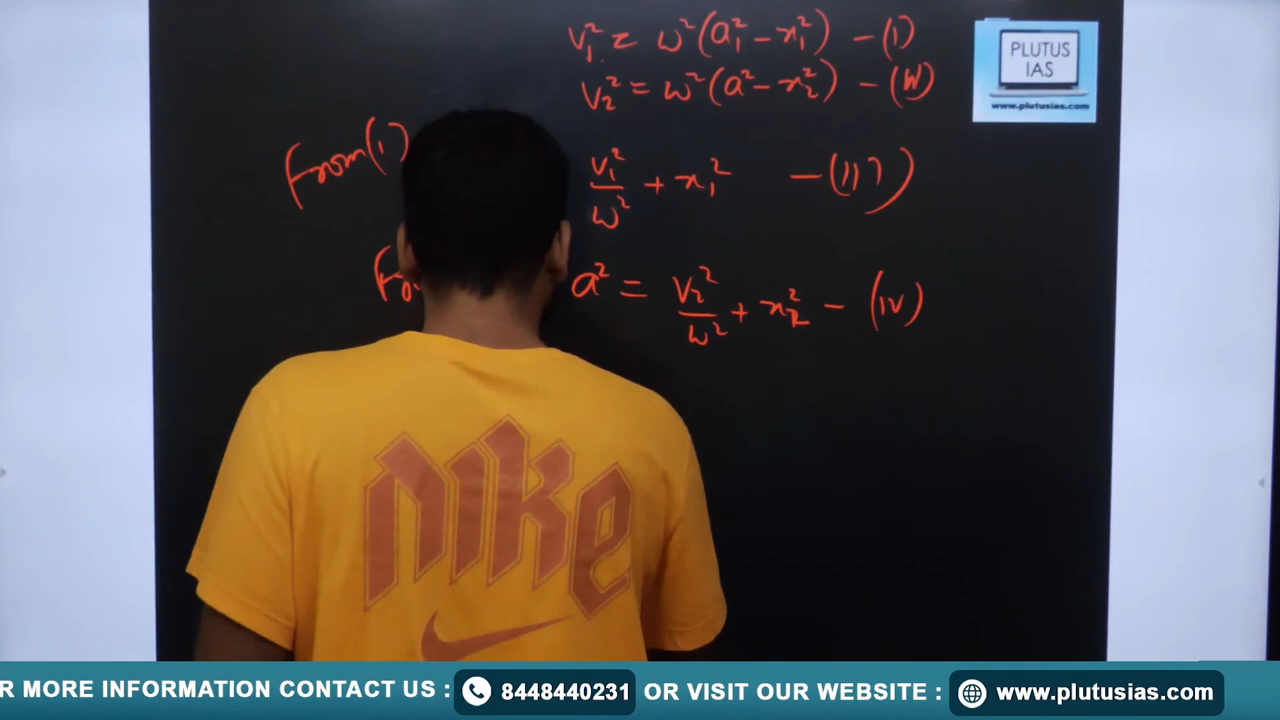 v₁² = ω²(a₁² – x₁²) – (I)
v₂² = ω²(a² – x₂²) – (II)
PLUTUS
IAS
www.plutusias.com
From (1)
v₁²/ω² + x₁² – (III)
a² = v₂²/ω² + x₂² – (IV)
NIKE
R MORE INFORMATION CONTACT US : 8448440231 OR VISIT OUR WEBSITE : www.plutusias.com